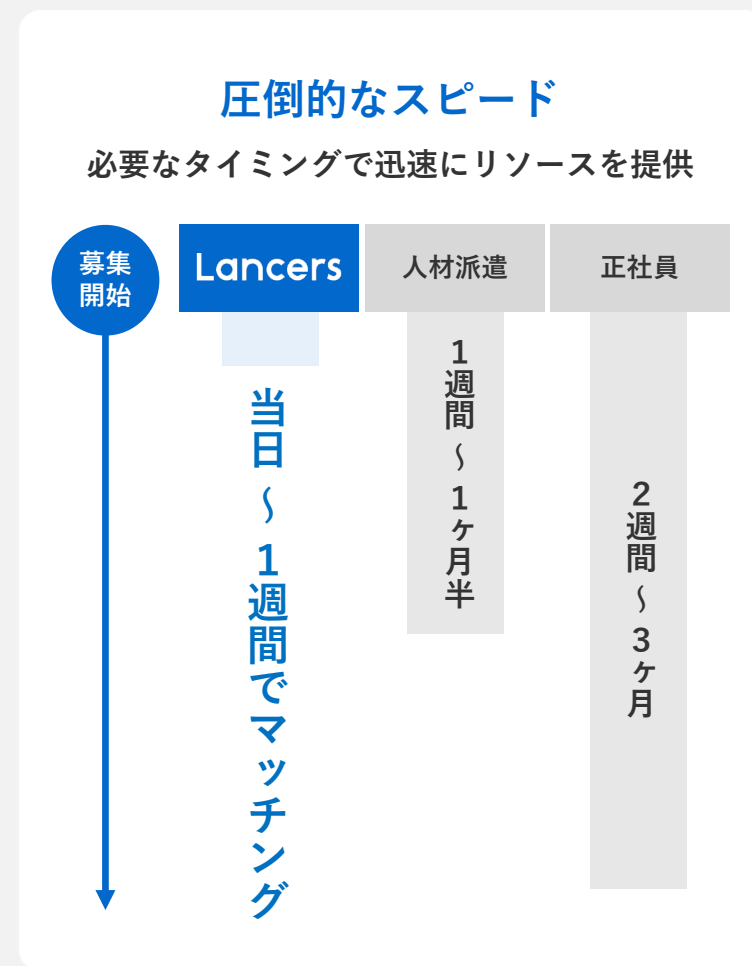 圧倒的なスピード
必要なタイミングで迅速にリソースを提供
募集
開始
Lancers
人材派遣
正社員
当日〜1週間でマッチング
1週間〜1ヶ月半
2週間〜3ヶ月